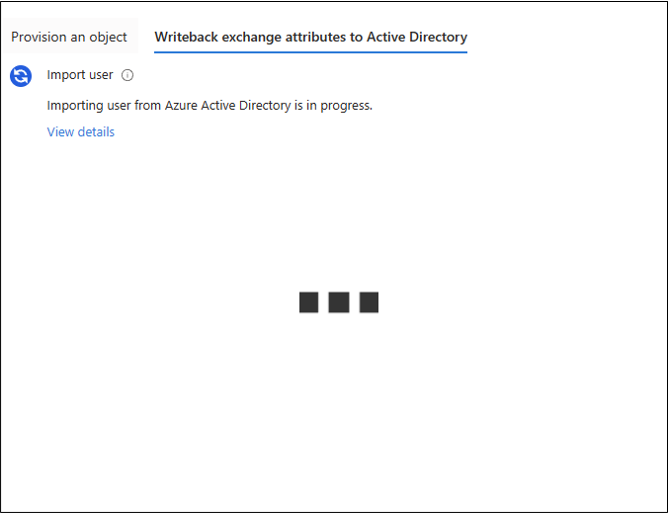 Provision an object
Writeback exchange attributes to Active Directory
Import user
Importing user from Azure Active Directory is in progress.
View details